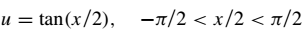 u = tan(x/2), −π/2 < x/2 < π/2